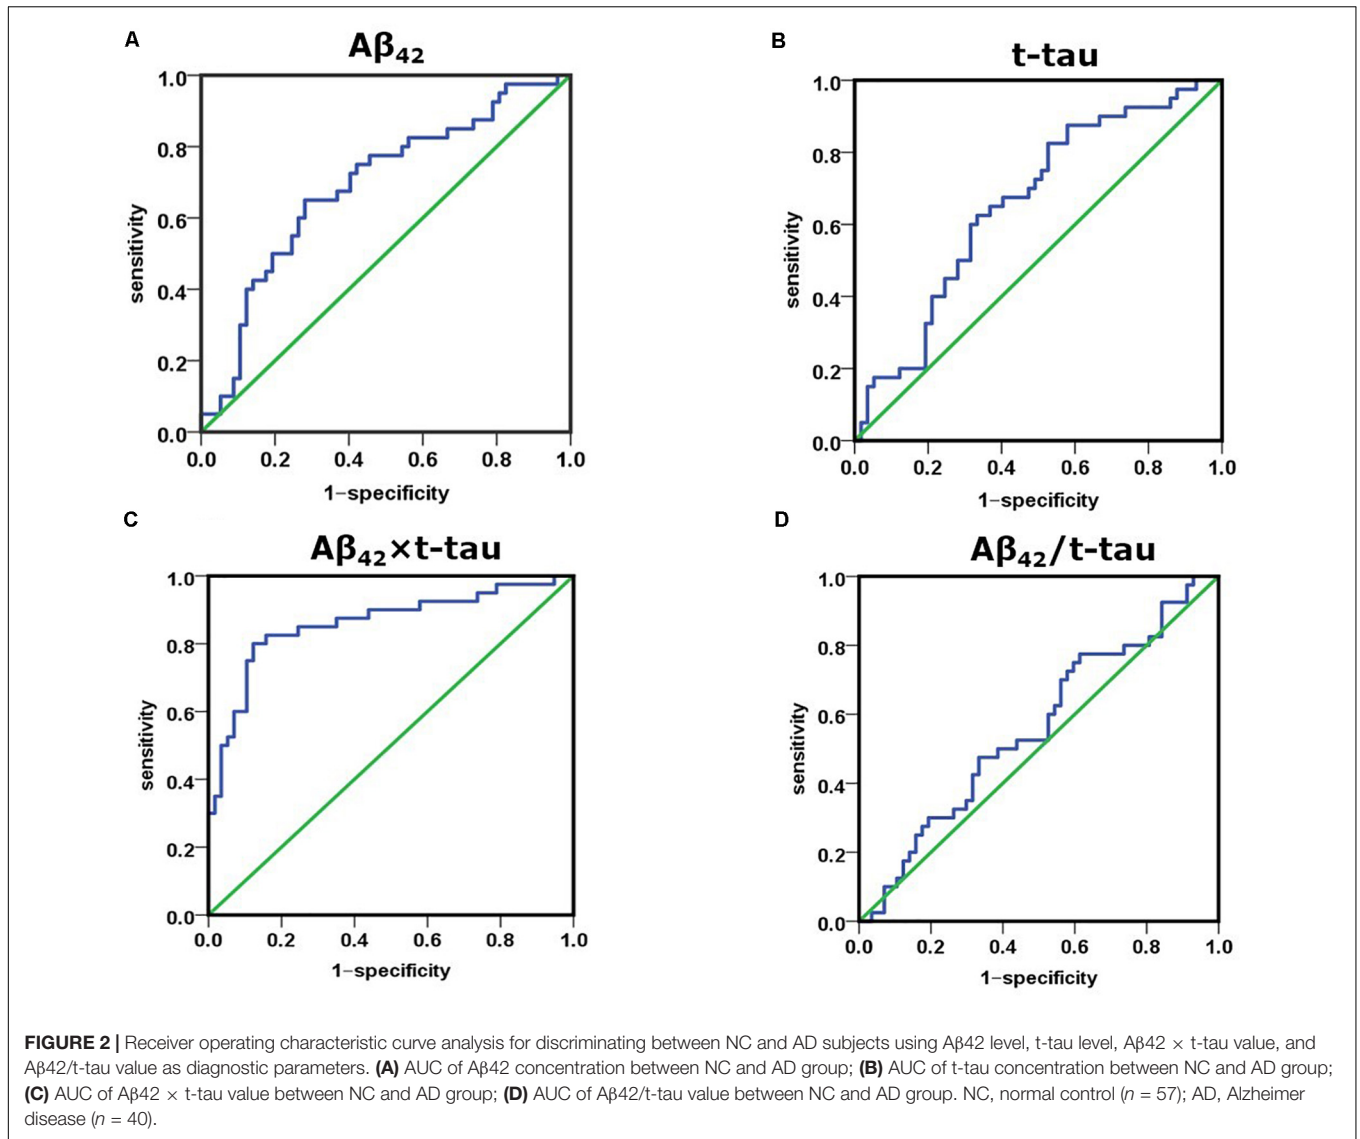 A
Aβ₄₂
1.0
0.8
0.6
0.4
0.2
0.0
sensitivity
0.0 0.2 0.4 0.6 0.8 1.0
1−specificity
B
t-tau
1.0
0.8
0.6
0.4
0.2
0.0
sensitivity
0.0 0.2 0.4 0.6 0.8 1.0
1−specificity
C
Aβ₄₂×t-tau
1.0
0.8
0.6
0.4
0.2
0.0
sensitivity
0.0 0.2 0.4 0.6 0.8 1.0
1−specificity
D
Aβ₄₂/t-tau
1.0
0.8
0.6
0.4
0.2
0.0
sensitivity
0.0 0.2 0.4 0.6 0.8 1.0
1−specificity
FIGURE 2 | Receiver operating characteristic curve analysis for discriminating between NC and AD subjects using Aβ42 level, t-tau level, Aβ42 × t-tau value, and
Aβ42/t-tau value as diagnostic parameters. (A) AUC of Aβ42 concentration between NC and AD group; (B) AUC of t-tau concentration between NC and AD group;
(C) AUC of Aβ42 × t-tau value between NC and AD group; (D) AUC of Aβ42/t-tau value between NC and AD group. NC, normal control (n = 57); AD, Alzheimer
disease (n = 40).